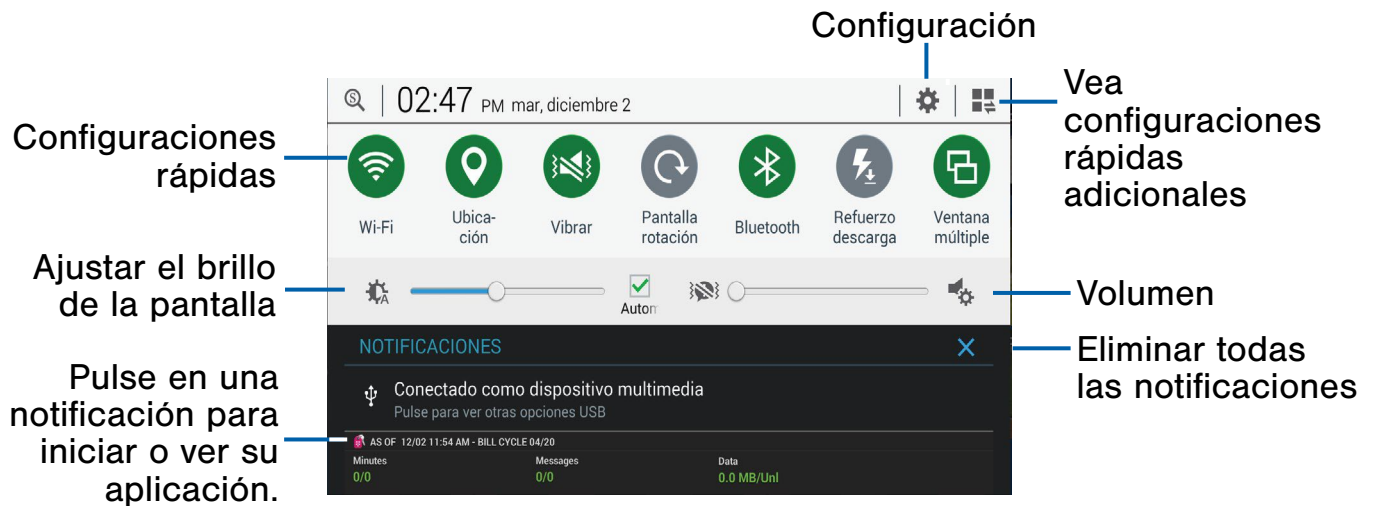 Configuración
02:47 PM mar, diciembre 2
Vea
configuraciones
rápidas
adicionales
Configuraciones
rápidas
Wi-Fi
Ubica-
ción
Vibrar
Pantalla
rotación
Bluetooth
Refuerzo
descarga
Ventana
múltiple
Ajustar el brillo
de la pantalla
A
Autom
Volumen
NOTIFICACIONES
Eliminar todas
las notificaciones
Conectado como dispositivo multimedia
Pulse para ver otras opciones USB
Pulse en una
notificación para
iniciar o ver su
aplicación.
AS OF 12/02 11:54 AM - BILL CYCLE 04/20
Minutes Messages Data
0/0 0/0 0.0 MB/Unl